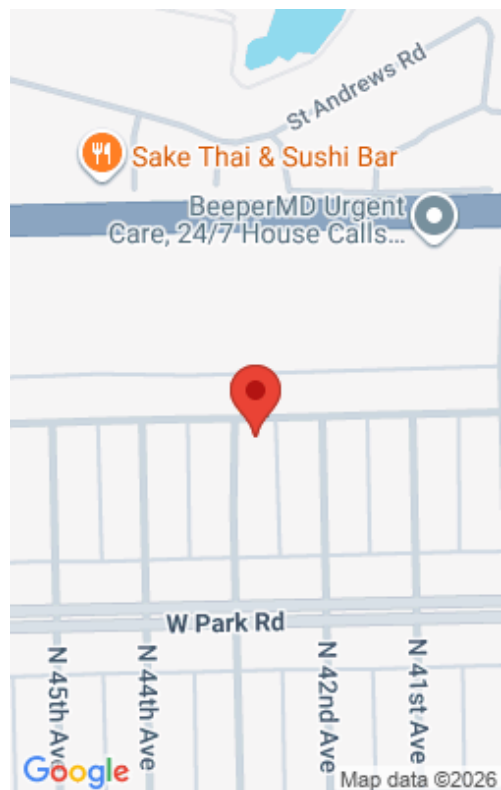 St Andrews Rd
Sake Thai & Sushi Bar
BeeperMD Urgent
Care, 24/7 House Calls...
W Park Rd
N 45th Ave
N 44th Ave
N 42nd Ave
N 41st Ave
Google
Map data ©2026